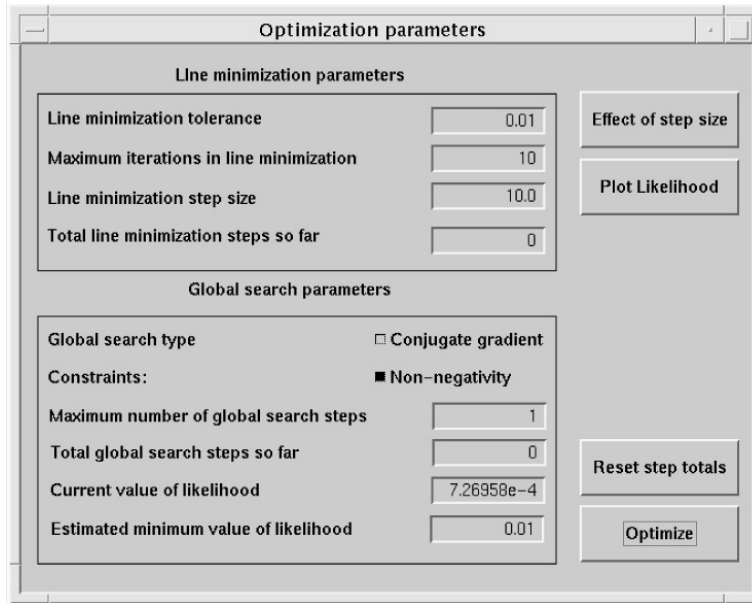 Optimization parameters
LIne minimization parameters
Line minimization tolerance 0.01
Maximum iterations in line minimization 10
Line minimization step size 10.0
Total line minimization steps so far 0
Effect of step size
Plot Likelihood
Global search parameters
Global search type Conjugate gradient
Constraints: Non-negativity
Maximum number of global search steps 1
Total global search steps so far 0
Current value of likelihood 7.26958e-4
Estimated minimum value of likelihood 0.01
Reset step totals
Optimize